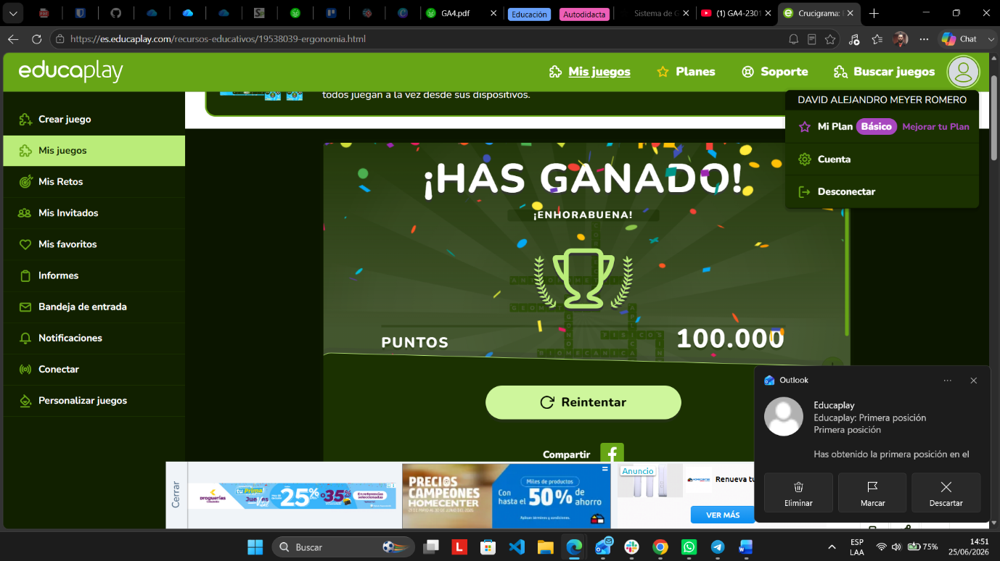 GA4.pdf
Educación
Autodidacta
Sistema de G
(1) GA4-2301
Crucigrama:
https://es.educaplay.com/recursos-educativos/19538039-ergonomia.html
Chat
educaplay
Mis juegos
Planes
Soporte
Buscar juegos
todos juegan a la vez desde sus dispositivos.
DAVID ALEJANDRO MEYER ROMERO
Mi Plan Básico Mejorar tu Plan
Cuenta
Desconectar
Crear juego
Mis juegos
Mis Retos
Mis Invitados
Mis favoritos
Informes
Bandeja de entrada
Notificaciones
Conectar
Personalizar juegos
¡HAS GANADO!
¡ENHORABUENA!
PUNTOS
100.000
FISICOS
BIOMECANICA
Reintentar
Compartir
Outlook
Educaplay
Educaplay: Primera posición
Primera posición
Has obtenido la primera posición en el
Eliminar
Marcar
Descartar
Cerrar
droguerías
tu Prima
25%
35%
PRECIOS
CAMPEONES
HOMECENTER
Miles de productos
Con
hasta el 50% de
ahorro
Aplican términos y condiciones.
Anuncio
HOMECENTER
Renueva tu
VER MÁS
Buscar
ESP
LAA
75%
14:51
25/06/2026